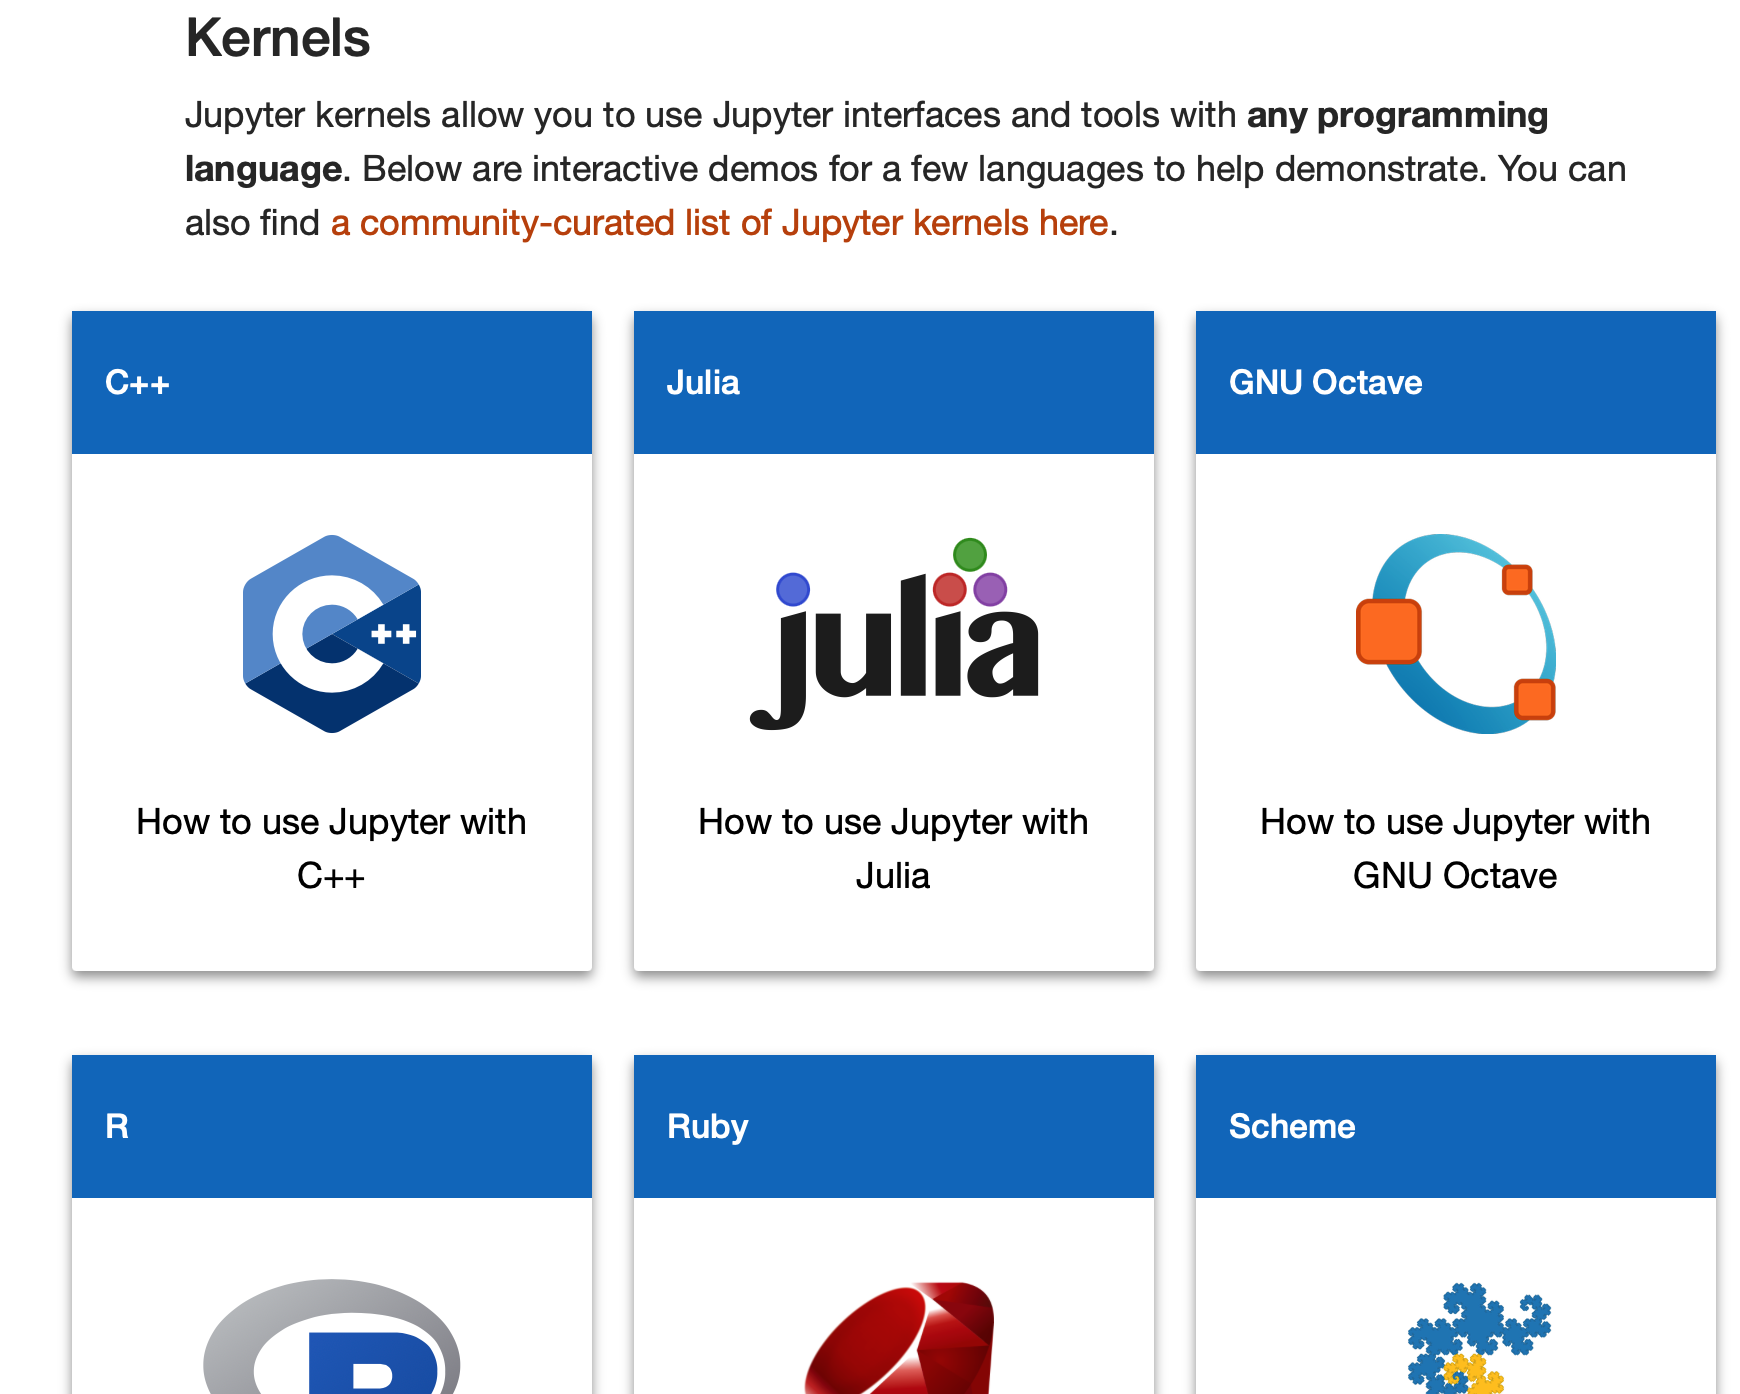 Kernels
Jupyter kernels allow you to use Jupyter interfaces and tools with any programming
language. Below are interactive demos for a few languages to help demonstrate. You can
also find a community-curated list of Jupyter kernels here.
C++
Julia
GNU Octave
C++
julia
How to use Jupyter with
C++
How to use Jupyter with
Julia
How to use Jupyter with
GNU Octave
R
Ruby
Scheme
R